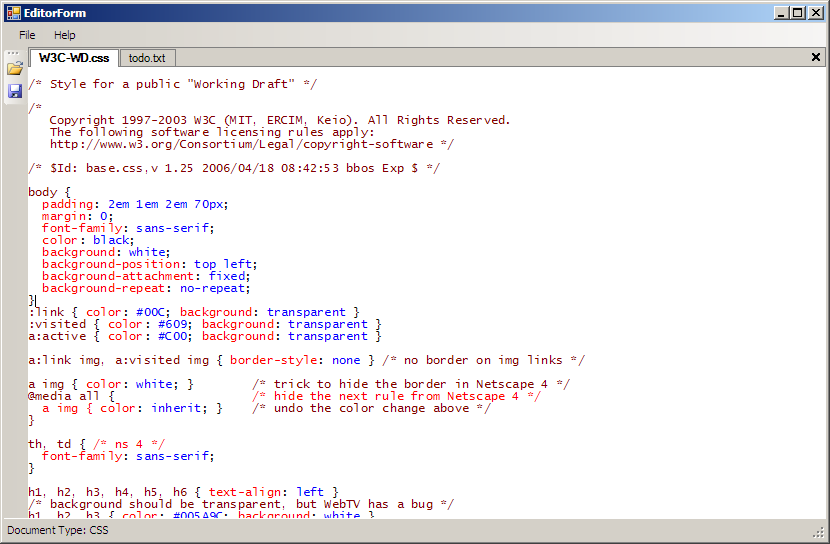 EditorForm
File Help
W3C-WD.css todo.txt
/* Style for a public "Working Draft" */
/*
Copyright 1997-2003 W3C (MIT, ERCIM, Keio). All Rights Reserved.
The following software licensing rules apply:
http://www.w3.org/Consortium/Legal/copyright-software */
/* $Id: base.css,v 1.25 2006/04/18 08:42:53 bbos Exp $ */
body {
padding: 2em 1em 2em 70px;
margin: 0;
font-family: sans-serif;
color: black;
background: white;
background-position: top left;
background-attachment: fixed;
background-repeat: no-repeat;
}
:link { color: #00C; background: transparent }
:visited { color: #609; background: transparent }
a:active { color: #C00; background: transparent }
a:link img, a:visited img { border-style: none } /* no border on img links */
a img { color: white; } /* trick to hide the border in Netscape 4 */
@media all { /* hide the next rule from Netscape 4 */
a img { color: inherit; } /* undo the color change above */
}
th, td { /* ns 4 */
font-family: sans-serif;
}
h1, h2, h3, h4, h5, h6 { text-align: left }
/* background should be transparent, but WebTV has a bug */
h1, h2, h3 { color: #005A9C; background: white }
Document Type: CSS